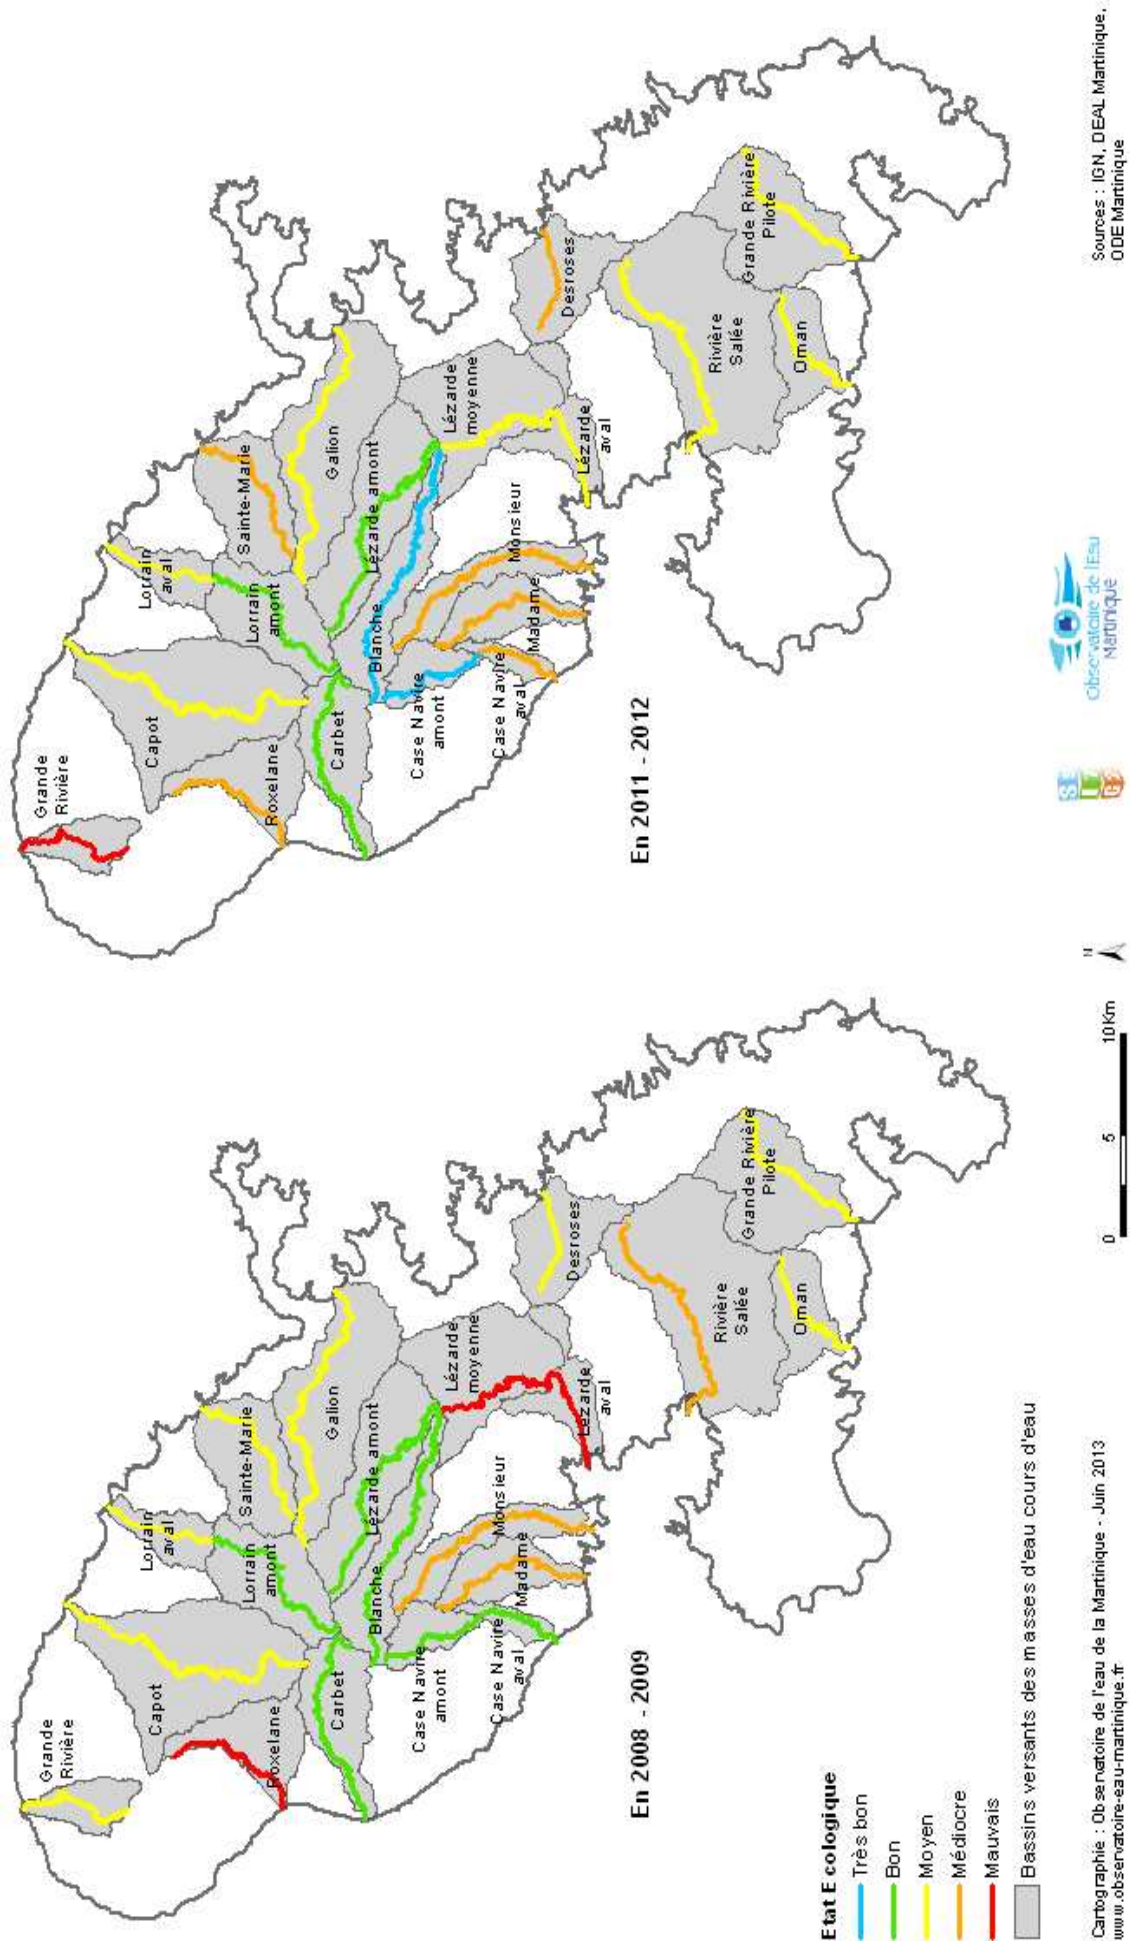 Grande
Rivière
Capot
Roxelane
Carbet
Lorrain
aval
Lorrain
amont
Sainte-Marie
Galion
Lézarde amont
Blanche
Case Navire
amont
Case Navire
aval
Madame
Monsieur
Lézarde
moyenne
Lézarde
aval
Desroses
Rivière
Salée
Grande Rivière
Pilote
Oman
En 2008 - 2009
Etat Ecologique
Très bon
Bon
Moyen
Médiocre
Mauvais
Bassins versants des masses d'eau cours d'eau
Grande
Rivière
Capot
Roxelane
Carbet
Lorrain
aval
Lorrain
amont
Sainte-Marie
Galion
Lézarde amont
Blanche
Case Navire
amont
Case Navire
aval
Madame
Monsieur
Lézarde
moyenne
Lézarde
aval
Desroses
Rivière
Salée
Grande Rivière
Pilote
Oman
En 2011 - 2012
Cartographie : Observatoire de l'eau de la Martinique - Juin 2013
www.observatoire-eau-martinique.fr
0 5 10Km
N
Observatoire de l'Eau
Martinique
Sources : IGN, DEAL Martinique,
ODE Martinique